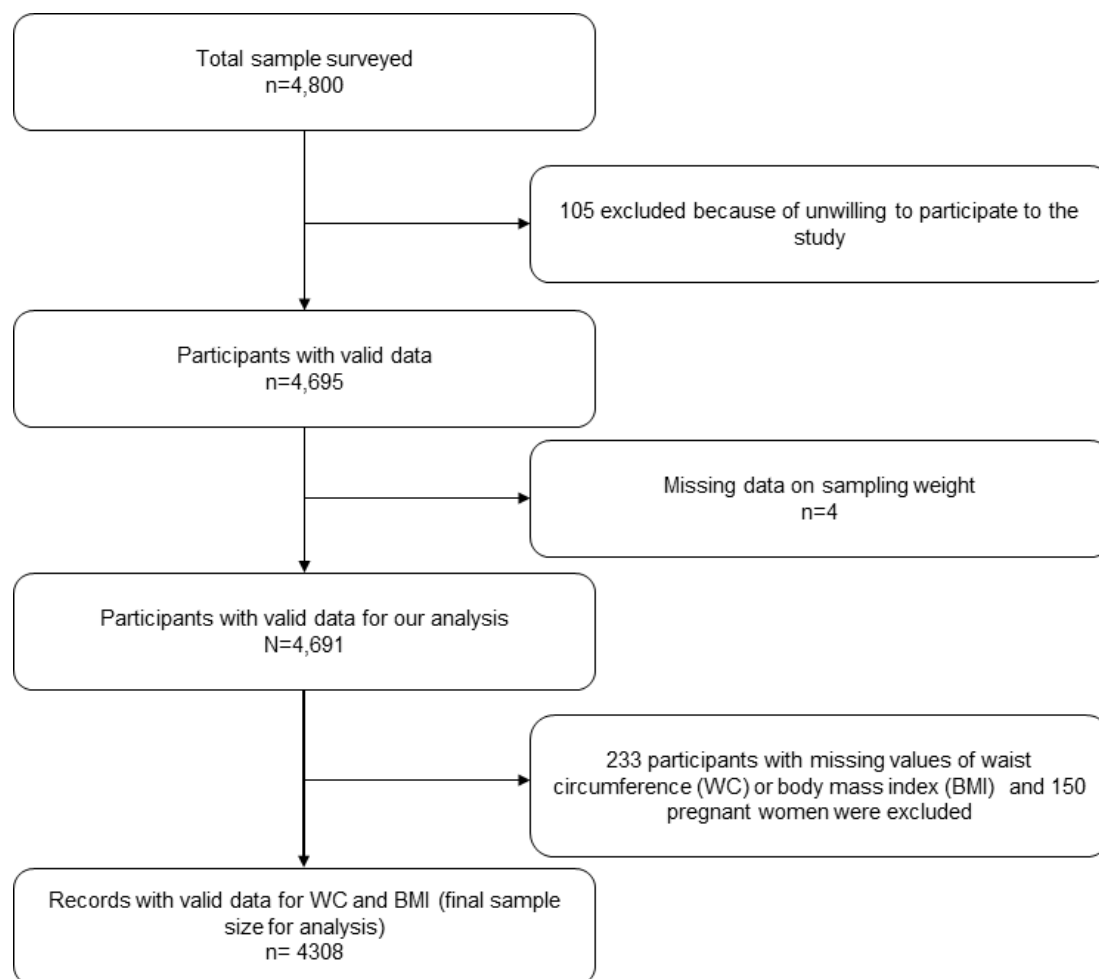 Total sample surveyed
n=4,800
105 excluded because of unwilling to participate to the
study
Participants with valid data
n=4,695
Missing data on sampling weight
n=4
Participants with valid data for our analysis
N=4,691
233 participants with missing values of waist
circumference (WC) or body mass index (BMI)  and 150
pregnant women were excluded
Records with valid data for WC and BMI (final sample
size for analysis)
n= 4308